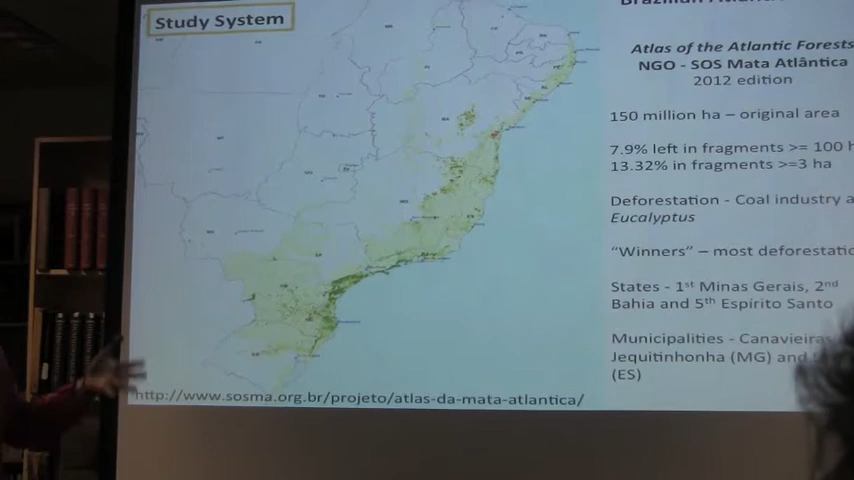 Study System
Brazilian
Atlas of the Atlantic Forests
NGO - SOS Mata Atlântica
2012 edition
150 million ha – original area
7.9% left in fragments >= 100
13.32% in fragments >=3 ha
Deforestation - Coal industry
Eucalyptus
“Winners” – most
States - 1st Minas Gerais, 2nd
Bahia and 5th Espirito Santo
Municipalities - Canavieiras
Jequitinhonha (MG) and
(ES)
http://www.sosma.org.br/projeto/atlas-da-mata-atlantica/